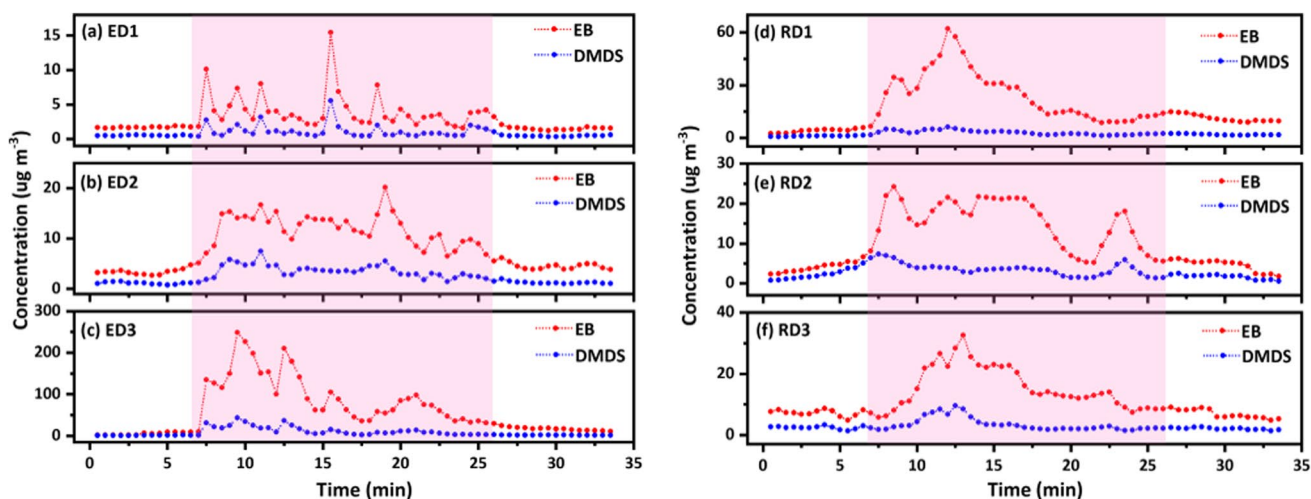 (a) ED1
EB
DMDS
15
10
5
0
(b) ED2
EB
DMDS
20
10
0
(c) ED3
EB
DMDS
300
250
100
0
0 5 10 15 20 25 30 35
Time (min)
Concentration (ug m⁻³)
(d) RD1
EB
DMDS
60
30
0
(e) RD2
EB
DMDS
30
20
10
0
(f) RD3
EB
DMDS
40
20
0
0 5 10 15 20 25 30 35
Time (min)
Concentration (ug m⁻³)